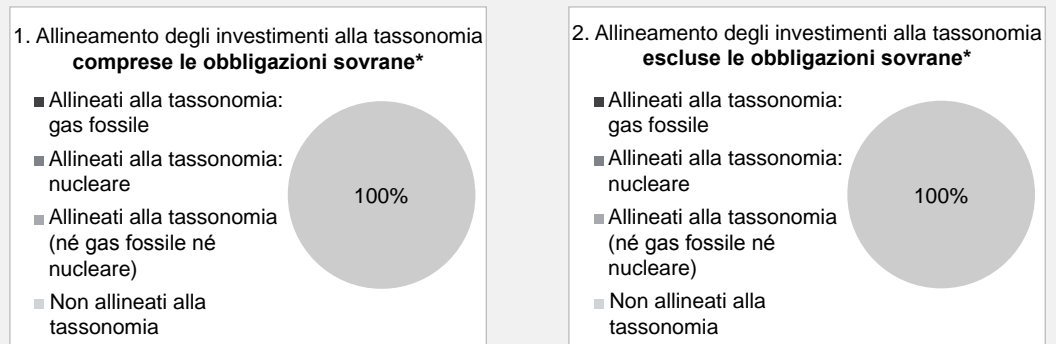 1. Allineamento degli investimenti alla tassonomia
comprese le obbligazioni sovrane*
Allineati alla tassonomia:
gas fossile
Allineati alla tassonomia:
nucleare
Allineati alla tassonomia
(né gas fossile né
nucleare)
Non allineati alla
tassonomia
100%
2. Allineamento degli investimenti alla tassonomia
escluse le obbligazioni sovrane*
Allineati alla tassonomia:
gas fossile
Allineati alla tassonomia:
nucleare
Allineati alla tassonomia
(né gas fossile né
nucleare)
Non allineati alla
tassonomia
100%